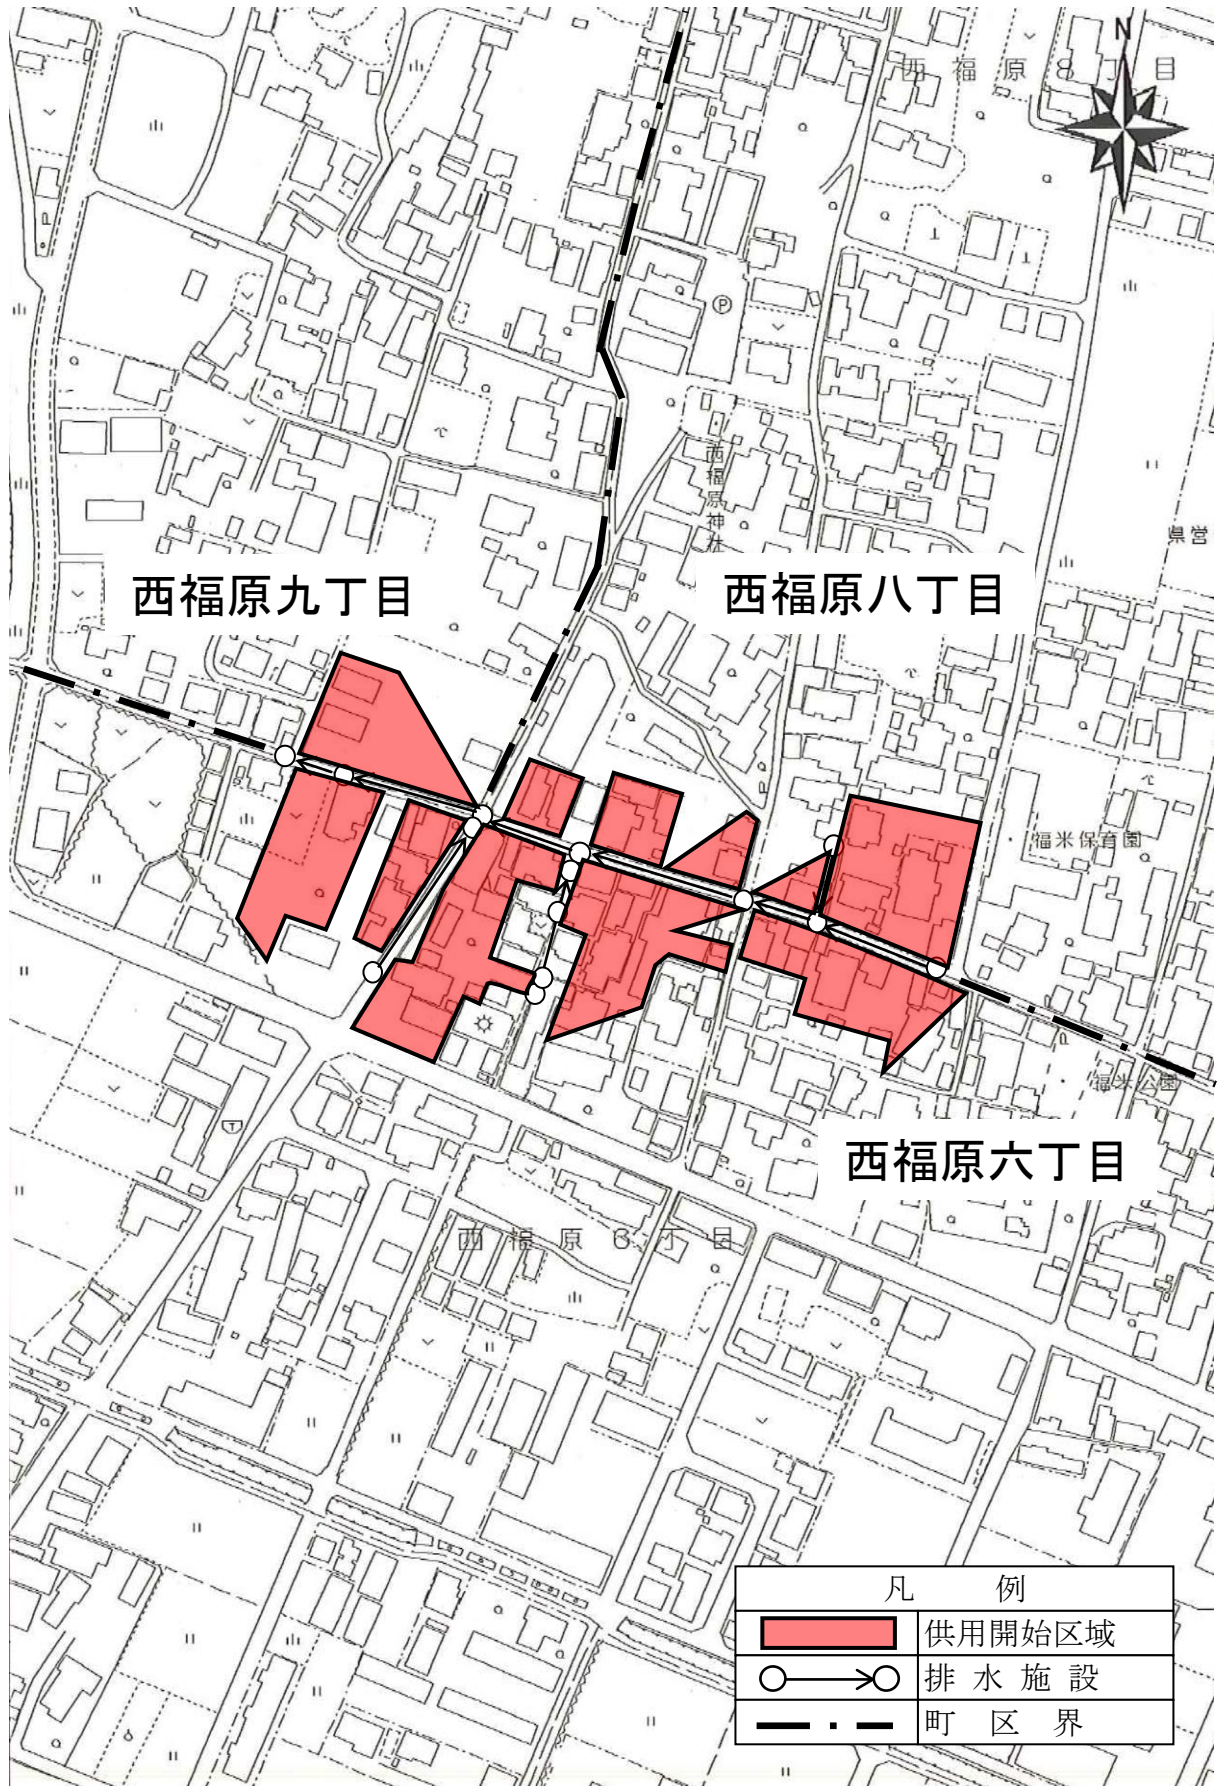 N
西福原8丁目
P
西福原神社
県営
西福原九丁目
西福原八丁目
福米保育園
福米公園
西福原六丁目
T
西福原6丁目
凡 例
供用開始区域
排水施設
町区界